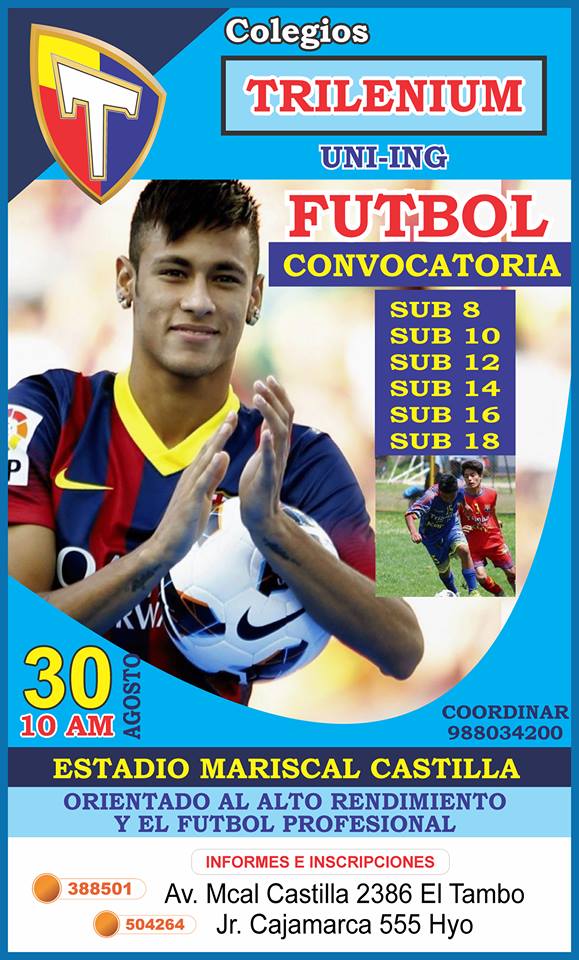 Colegios
TRILENIUM
UNI-ING
T
FUTBOL
CONVOCATORIA
SUB 8
SUB 10
SUB 12
SUB 14
SUB 16
SUB 18
30
AGOSTO
10 AM
COORDINAR
988034200
ESTADIO MARISCAL CASTILLA
ORIENTADO AL ALTO RENDIMIENTO
Y EL FUTBOL PROFESIONAL
INFORMES E INSCRIPCIONES
388501 Av. Mcal Castilla 2386 El Tambo
504264 Jr. Cajamarca 555 Hyo